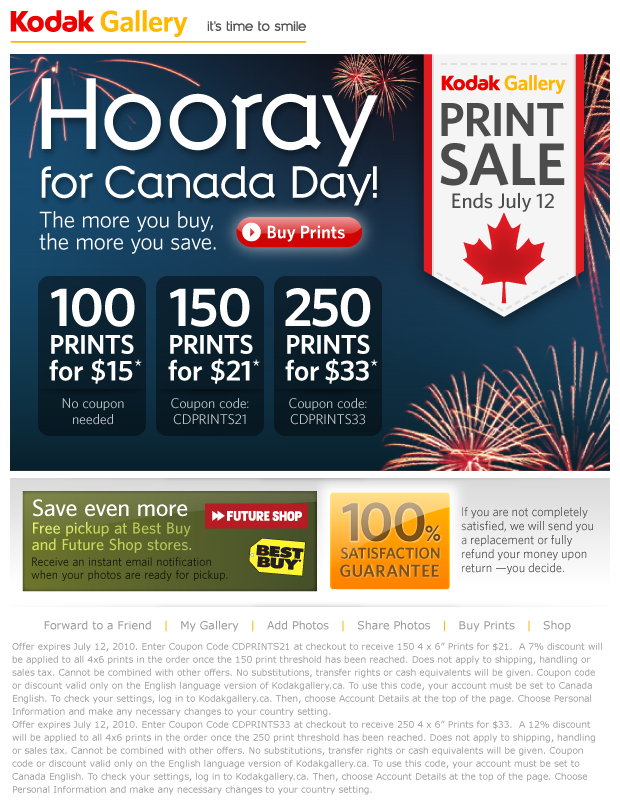 Kodak Gallery it's time to smile
Hooray
for Canada Day!
The more you buy,
the more you save.
Buy Prints
Kodak Gallery
PRINT
SALE
Ends July 12
100
PRINTS
for $15*
No coupon
needed
150
PRINTS
for $21*
Coupon code:
CDPRINTS21
250
PRINTS
for $33*
Coupon code:
CDPRINTS33
Save even more
Free pickup at Best Buy
and Future Shop stores.
Receive an instant email notification
when your photos are ready for pickup.
FUTURE SHOP
BEST
BUY
100%
SATISFACTION
GUARANTEE
If you are not completely
satisfied, we will send you
a replacement or fully
refund your money upon
return —you decide.
Forward to a Friend | My Gallery | Add Photos | Share Photos | Buy Prints | Shop
Offer expires July 12, 2010. Enter Coupon Code CDPRINTS21 at checkout to receive 150 4 x 6" Prints for $21. A 7% discount will
be applied to all 4x6 prints in the order once the 150 print threshold has been reached. Does not apply to shipping, handling or
sales tax. Cannot be combined with other offers. No substitutions, transfer rights or cash equivalents will be given. Coupon code
or discount valid only on the English language version of Kodakgallery.ca. To use this code, your account must be set to Canada
English. To check your settings, log in to Kodakgallery.ca. Then, choose Account Details at the top of the page. Choose Personal
Information and make any necessary changes to your country setting.
Offer expires July 12, 2010. Enter Coupon Code CDPRINTS33 at checkout to receive 250 4 x 6" Prints for $33. A 12% discount
will be applied to all 4x6 prints in the order once the 250 print threshold has been reached. Does not apply to shipping, handling
or sales tax. Cannot be combined with other offers. No substitutions, transfer rights or cash equivalents will be given. Coupon
code or discount valid only on the English language version of Kodakgallery.ca. To use this code, your account must be set to
Canada English. To check your settings, log in to Kodakgallery.ca. Then, choose Account Details at the top of the page. Choose
Personal Information and make any necessary changes to your country setting.